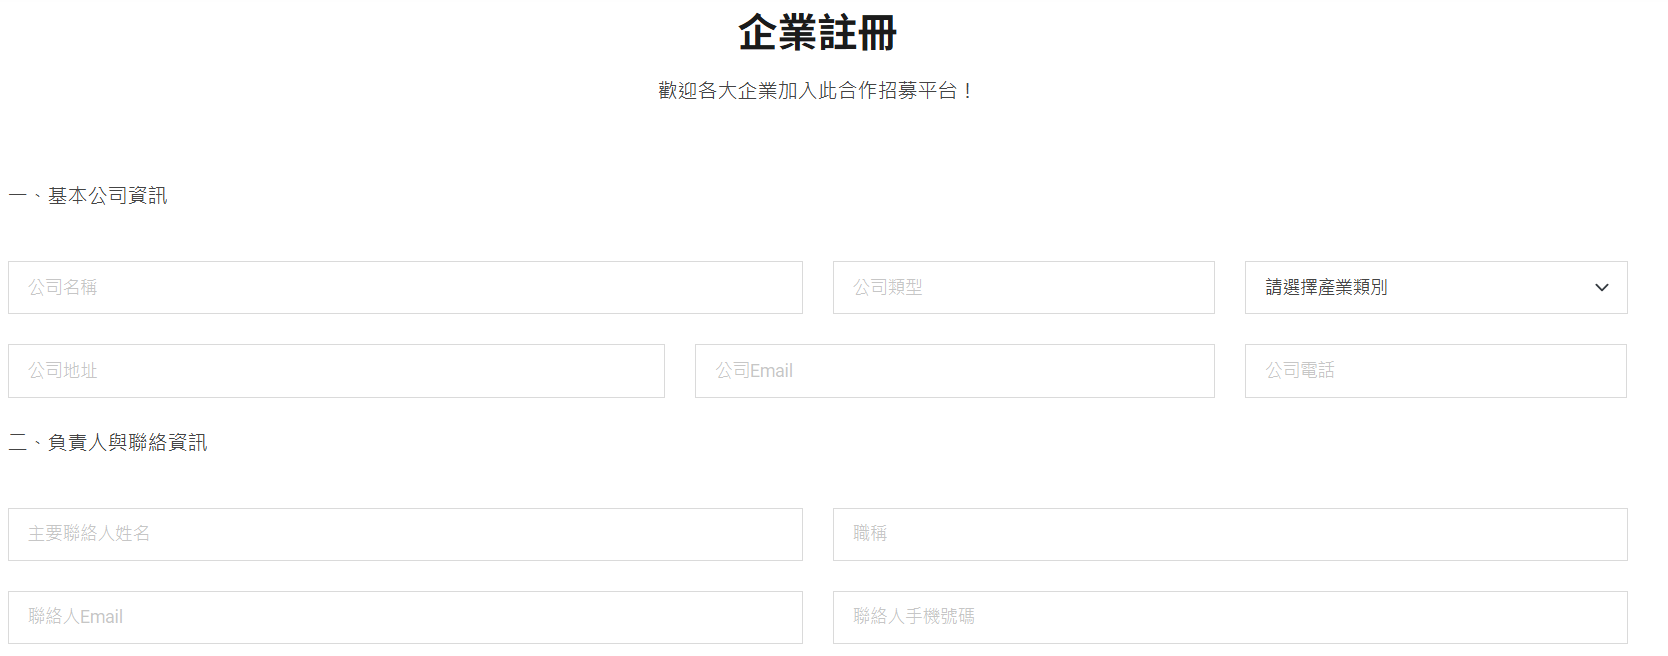 企業註冊
歡迎各大企業加入此合作招募平台！
一、基本公司資訊
公司名稱 公司類型 請選擇產業類別
公司地址 公司Email 公司電話
二、負責人與聯絡資訊
主要聯絡人姓名 職稱
聯絡人Email 聯絡人手機號碼